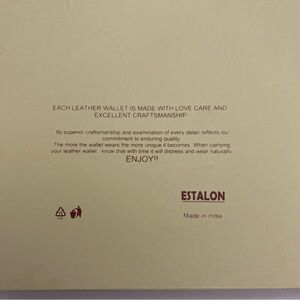 EACH LEATHER WALLET IS MADE WITH LOVE CARE AND
EXCELLENT CRAFTSMANSHIP
Its superior craftsmanship and examination of every detail reflects our
commitment to enduring quality
The more the wallet wears the more unique it becomes. When carrying
your leather wallet . know that with time it will distress and wear naturally
ENJOY!!
ESTALON
Made in India